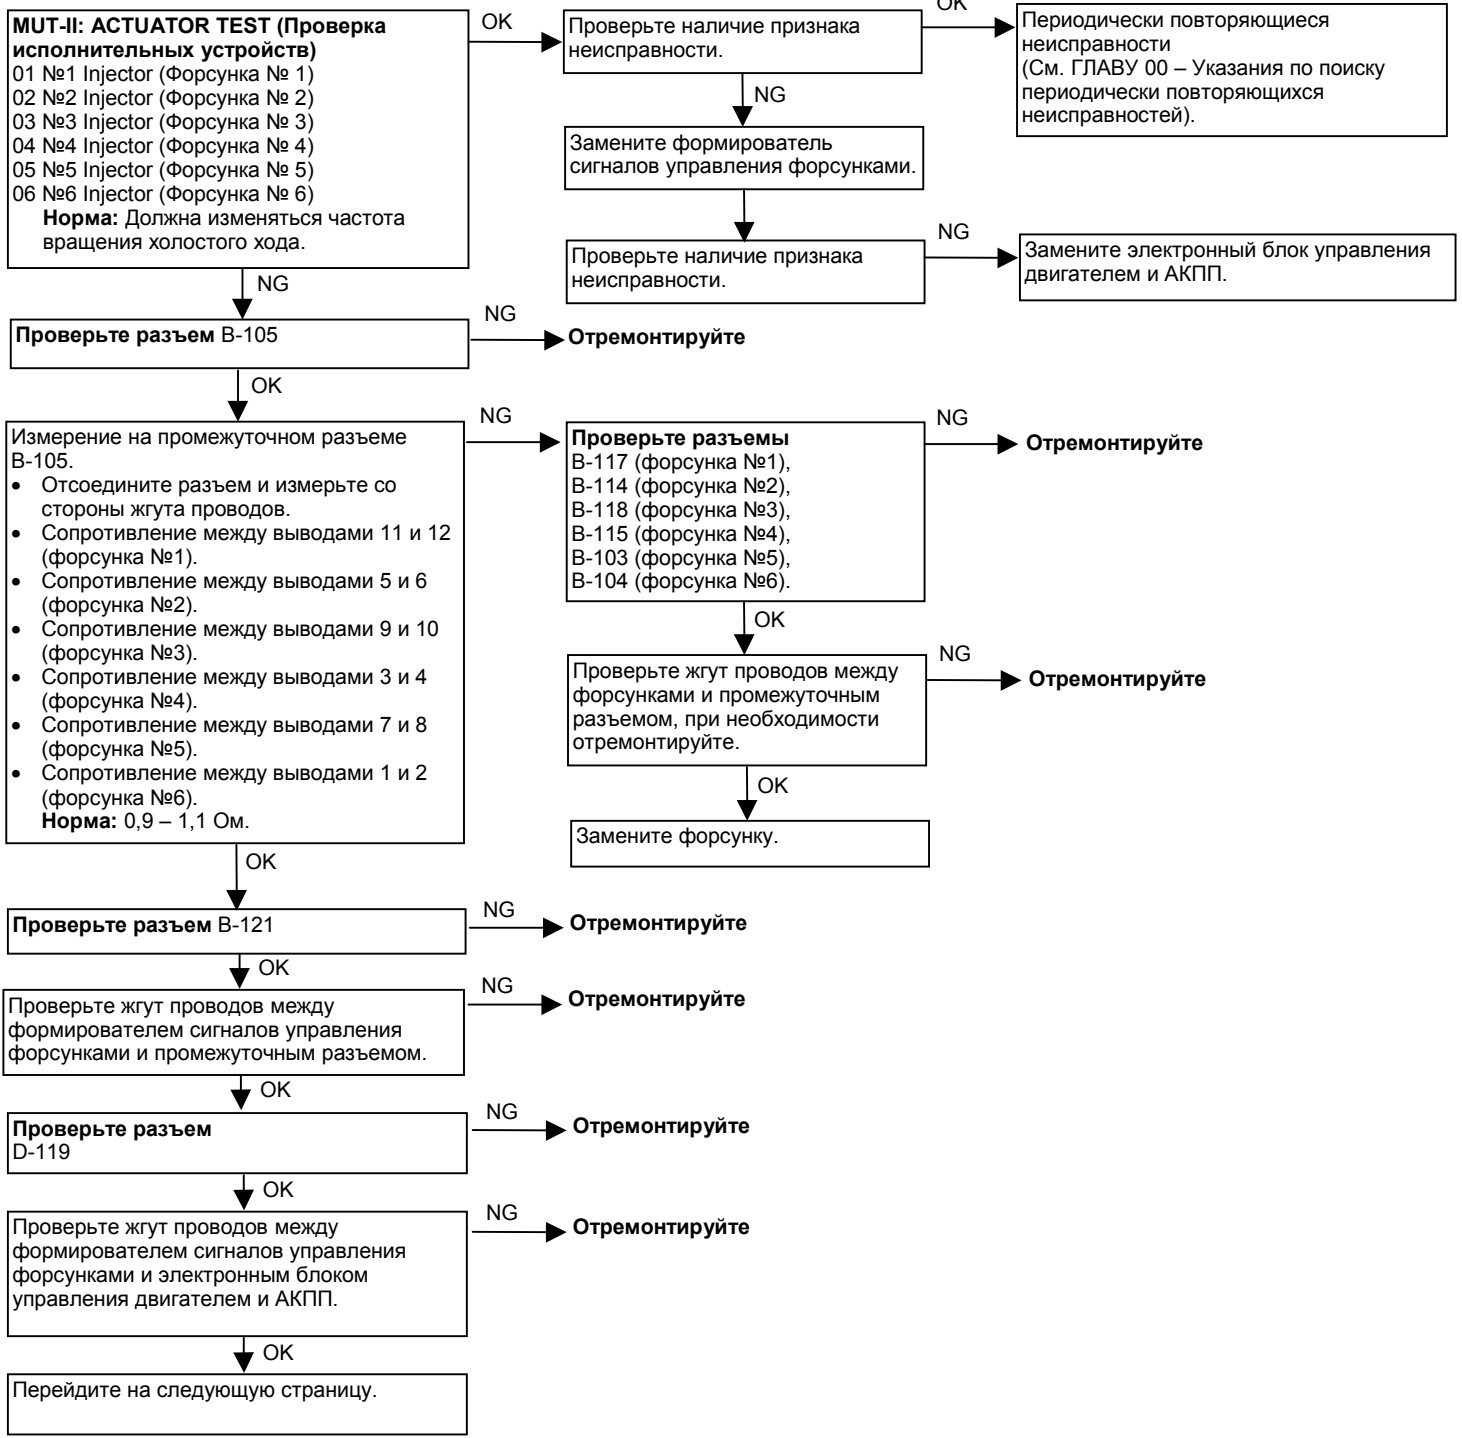 MUT-II: ACTUATOR TEST (Проверка
исполнительных устройств)
01 №1 Injector (Форсунка № 1)
02 №2 Injector (Форсунка № 2)
03 №3 Injector (Форсунка № 3)
04 №4 Injector (Форсунка № 4)
05 №5 Injector (Форсунка № 5)
06 №6 Injector (Форсунка № 6)
Норма: Должна изменяться частота
вращения холостого хода.
OK
Проверьте наличие признака
неисправности.
OK
Периодически повторяющиеся
неисправности
(См. ГЛАВУ 00 – Указания по поиску
периодически повторяющихся
неисправностей).
NG
Замените формирователь
сигналов управления форсунками.
Проверьте наличие признака
неисправности.
NG
Замените электронный блок управления
двигателем и АКПП.
NG
Проверьте разъем B-105
NG
Отремонтируйте
OK
Измерение на промежуточном разъеме
B-105.
• Отсоедините разъем и измерьте со
стороны жгута проводов.
• Сопротивление между выводами 11 и 12
(форсунка №1).
• Сопротивление между выводами 5 и 6
(форсунка №2).
• Сопротивление между выводами 9 и 10
(форсунка №3).
• Сопротивление между выводами 3 и 4
(форсунка №4).
• Сопротивление между выводами 7 и 8
(форсунка №5).
• Сопротивление между выводами 1 и 2
(форсунка №6).
Норма: 0,9 – 1,1 Ом.
NG
Проверьте разъемы
B-117 (форсунка №1),
B-114 (форсунка №2),
B-118 (форсунка №3),
B-115 (форсунка №4),
B-103 (форсунка №5),
B-104 (форсунка №6).
NG
Отремонтируйте
OK
Проверьте жгут проводов между
форсунками и промежуточным
разъемом, при необходимости
отремонтируйте.
NG
Отремонтируйте
OK
Замените форсунку.
OK
Проверьте разъем B-121
NG
Отремонтируйте
OK
Проверьте жгут проводов между
формирователем сигналов управления
форсунками и промежуточным разъемом.
NG
Отремонтируйте
OK
Проверьте разъем
D-119
NG
Отремонтируйте
OK
Проверьте жгут проводов между
формирователем сигналов управления
форсунками и электронным блоком
управления двигателем и АКПП.
NG
Отремонтируйте
OK
Перейдите на следующую страницу.